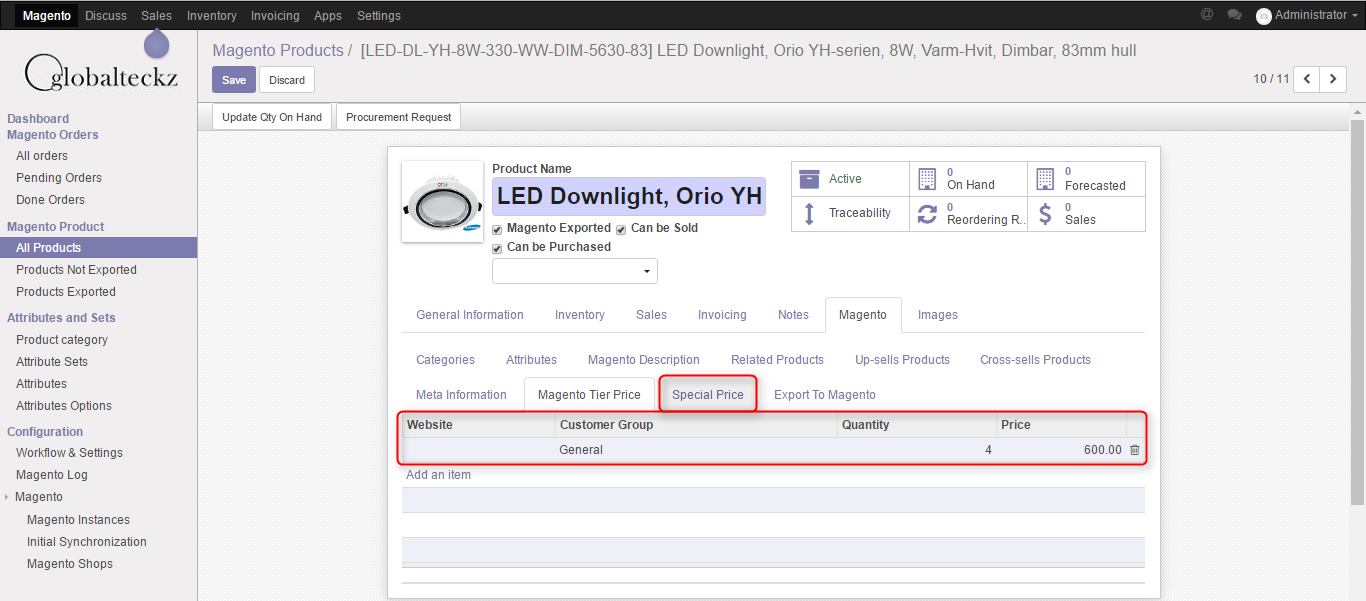 Magento Discuss Sales Inventory Invoicing Apps Settings @ Administrator
globalteckz
Magento Products / [LED-DL-YH-8W-330-WW-DIM-5630-83] LED Downlight, Orio YH-serien, 8W, Varm-Hvit, Dimbar, 83mm hull
Save Discard
10 / 11
Update Qty On Hand Procurement Request
Dashboard
Magento Orders
All orders
Pending Orders
Done Orders
Magento Product
All Products
Products Not Exported
Products Exported
Attributes and Sets
Product category
Attribute Sets
Attributes
Attributes Options
Configuration
Workflow & Settings
Magento Log
Magento
Magento Instances
Initial Synchronization
Magento Shops
Product Name
LED Downlight, Orio YH
Magento Exported Can be Sold
Can be Purchased
Active
0
On Hand
0
Forecasted
Traceability
0
Reordering R..
0
Sales
General Information Inventory Sales Invoicing Notes Magento Images
Categories Attributes Magento Description Related Products Up-sells Products Cross-sells Products
Meta Information Magento Tier Price Special Price Export To Magento
Website Customer Group Quantity Price
General 4 600.00
Add an item